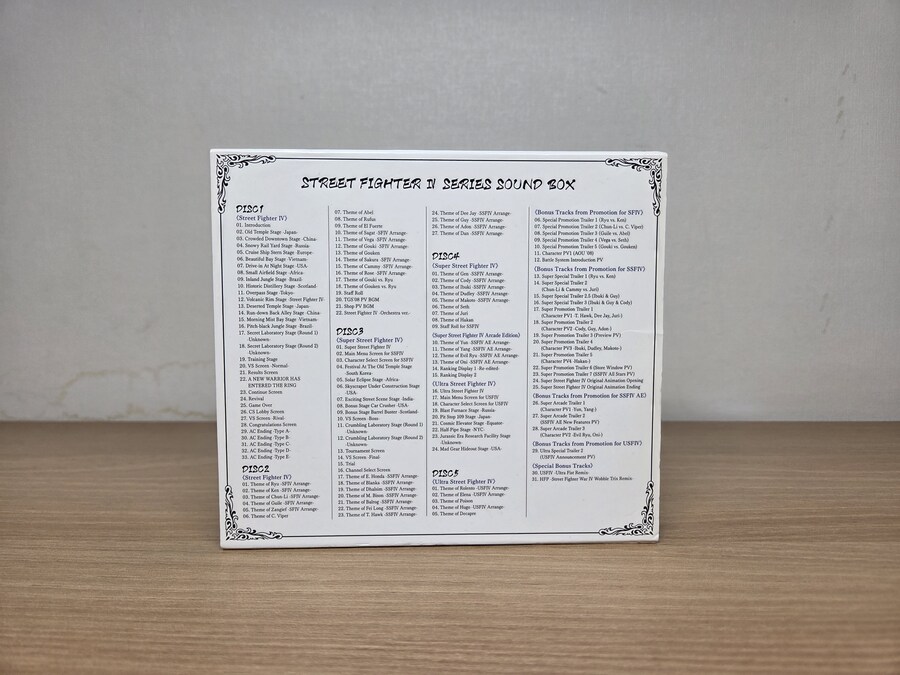 STREET FIGHTER IV SERIES SOUND BOX
DISC1
(Street Fighter IV)
01. Introduction
02. Old Temple Stage -Japan-
03. Crowded Downtown Stage -China-
04. Snowy Rail Yard Stage -Russia-
05. Cruise Ship Stern Stage -Europe-
06. Beautiful Bay Stage -Vietnam-
07. Drive-in At Night Stage -USA-
08. Small Airfield Stage -Africa-
09. Inland Jungle Stage -Brazil-
10. Historic Distillery Stage -Scotland-
11. Overpass Stage -Tokyo-
12. Volcanic Rim Stage -Street Fighter IV-
13. Deserted Temple Stage -Japan-
14. Run-down Back Alley Stage -China-
15. Morning Mist Bay Stage -Vietnam-
16. Pitch-black Jungle Stage -Brazil-
17. Secret Laboratory Stage (Round 1)
-Unknown-
18. Secret Laboratory Stage (Round 2)
-Unknown-
19. Training Stage
20. VS Screen -Normal-
21. Results Screen
22. A NEW WARRIOR HAS
ENTERED THE RING
23. Continue Screen
24. Revival
25. Game Over
26. C3 Lobby Screen
27. VS Screen -Rival-
28. Congratulations Screen
29. AC Ending -Type A-
30. AC Ending -Type B-
31. AC Ending -Type C-
32. AC Ending -Type D-
33. AC Ending -Type E-
DISC2
(Street Fighter IV)
01. Theme of Ryu -SFIV Arrange-
02. Theme of Ken -SFIV Arrange-
03. Theme of Chun-Li -SFIV Arrange-
04. Theme of Guile -SFIV Arrange-
05. Theme of Zangief -SFIV Arrange-
06. Theme of C. Viper
07. Theme of Abel
08. Theme of Rufus
09. Theme of El Fuerte
10. Theme of Sagat -SFIV Arrange-
11. Theme of Vega -SFIV Arrange-
12. Theme of Gouki -SFIV Arrange-
13. Theme of Gouken
14. Theme of Sakura -SFIV Arrange-
15. Theme of Cammy -SFIV Arrange-
16. Theme of Rose -SFIV Arrange-
17. Theme of Gouki vs. Ryu
18. Theme of Gouken vs. Ryu
19. Staff Roll
20. TGS'08 PV BGM
21. Shop PV BGM
22. Street Fighter IV -Orchestra ver.-
DISC3
(Super Street Fighter IV)
01. Super Street Fighter IV
02. Main Menu Screen for SSFIV
03. Character Select Screen for SSFIV
04. Festival At The Old Temple Stage
-South Korea-
05. Solar Eclipse Stage -Africa-
06. Skyscraper Under Construction Stage
-USA-
07. Exciting Street Scene Stage -India-
08. Bonus Stage Car Crusher -USA-
09. Bonus Stage Barrel Buster -Scotland-
10. VS Screen -Boss-
11. Crumbling Laboratory Stage (Round 1)
-Unknown-
12. Crumbling Laboratory Stage (Round 2)
-Unknown-
13. Tournament Screen
14. VS Screen -Final-
15. Trial
16. Channel Select Screen
17. Theme of E. Honda -SSFIV Arrange-
18. Theme of Blanka -SSFIV Arrange-
19. Theme of Dhalsim -SSFIV Arrange-
20. Theme of M. Bison -SSFIV Arrange-
21. Theme of Balrog -SSFIV Arrange-
22. Theme of Fei Long -SSFIV Arrange-
23. Theme of T. Hawk -SSFIV Arrange-
24. Theme of Dee Jay -SSFIV Arrange-
25. Theme of Guy -SSFIV Arrange-
26. Theme of Adon -SSFIV Arrange-
27. Theme of Dan -SSFIV Arrange-
DISC4
(Super Street Fighter IV)
01. Theme of Gen -SSFIV Arrange-
02. Theme of Cody -SSFIV Arrange-
03. Theme of Ibuki -SSFIV Arrange-
04. Theme of Dudley -SSFIV Arrange-
05. Theme of Makoto -SSFIV Arrange-
06. Theme of Seth
07. Theme of Juri
08. Theme of Hakan
09. Staff Roll for SSFIV
(Super Street Fighter IV Arcade Edition)
10. Theme of Yun -SSFIV AE Arrange-
11. Theme of Yang -SSFIV AE Arrange-
12. Theme of Evil Ryu -SSFIV AE Arrange-
13. Theme of Oni -SSFIV AE Arrange-
14. Ranking Display 1 -Re-edited-
15. Ranking Display 2
(Ultra Street Fighter IV)
16. Ultra Street Fighter IV
17. Main Menu Screen for USFIV
18. Character Select Screen for USFIV
19. Blast Furnace Stage -Russia-
20. Pit Stop 109 Stage -Japan-
21. Cosmic Elevator Stage -Equator-
22. Half Pipe Stage -NYC-
23. Jurassic Era Research Facility Stage
-Unknown-
24. Mad Gear Hideout Stage -USA-
DISC5
(Ultra Street Fighter IV)
01. Theme of Rolento -USFIV Arrange-
02. Theme of Elena -USFIV Arrange-
03. Theme of Poison
04. Theme of Hugo -USFIV Arrange-
05. Theme of Decapre
(Bonus Tracks from Promotion for SFIV)
06. Special Promotion Trailer 1 (Ryu vs. Ken)
07. Special Promotion Trailer 2 (Chun-Li vs. C. Viper)
08. Special Promotion Trailer 3 (Guile vs. Abel)
09. Special Promotion Trailer 4 (Vega vs. Seth)
10. Special Promotion Trailer 5 (Gouki vs. Gouken)
11. Character PV1 (AOU '08)
12. Battle System Introduction PV
(Bonus Tracks from Promotion for SSFIV)
13. Super Special Trailer 1 (Ryu vs. Ken)
14. Super Special Trailer 2
(Chun-Li & Cammy vs. Juri)
15. Super Special Trailer 2.5 (Ibuki & Guy)
16. Super Special Trailer 3 (Ibuki & Guy & Cody)
17. Super Promotion Trailer 1
(Character PV1 -T. Hawk, Dee Jay, Juri-)
18. Super Promotion Trailer 2
(Character PV2 -Cody, Guy, Adon-)
19. Super Promotion Trailer 3 (Preview PV)
20. Super Promotion Trailer 4
(Character PV3 -Ibuki, Dudley, Makoto-)
21. Super Promotion Trailer 5
(Character PV4 -Hakan-)
22. Super Promotion Trailer 6 (Store Window PV)
23. Super Promotion Trailer 7 (SSFIV All Stars PV)
24. Super Street Fighter IV Original Animation Opening
25. Super Street Fighter IV Original Animation Ending
(Bonus Tracks from Promotion for SSFIV AE)
26. Super Arcade Trailer 1
(Character PV1 -Yun, Yang-)
27. Super Arcade Trailer 2
(SSFIV AE New Features PV)
28. Super Arcade Trailer 3
(Character PV3 -Evil Ryu, Oni-)
(Bonus Tracks from Promotion for USFIV)
29. Ultra Special Trailer 2
(USFIV Announcement PV)
(Special Bonus Tracks)
30. USFIV -Ultra Fist Remix-
31. HFP -Street Fighter War IV Wobble Trix Remix-